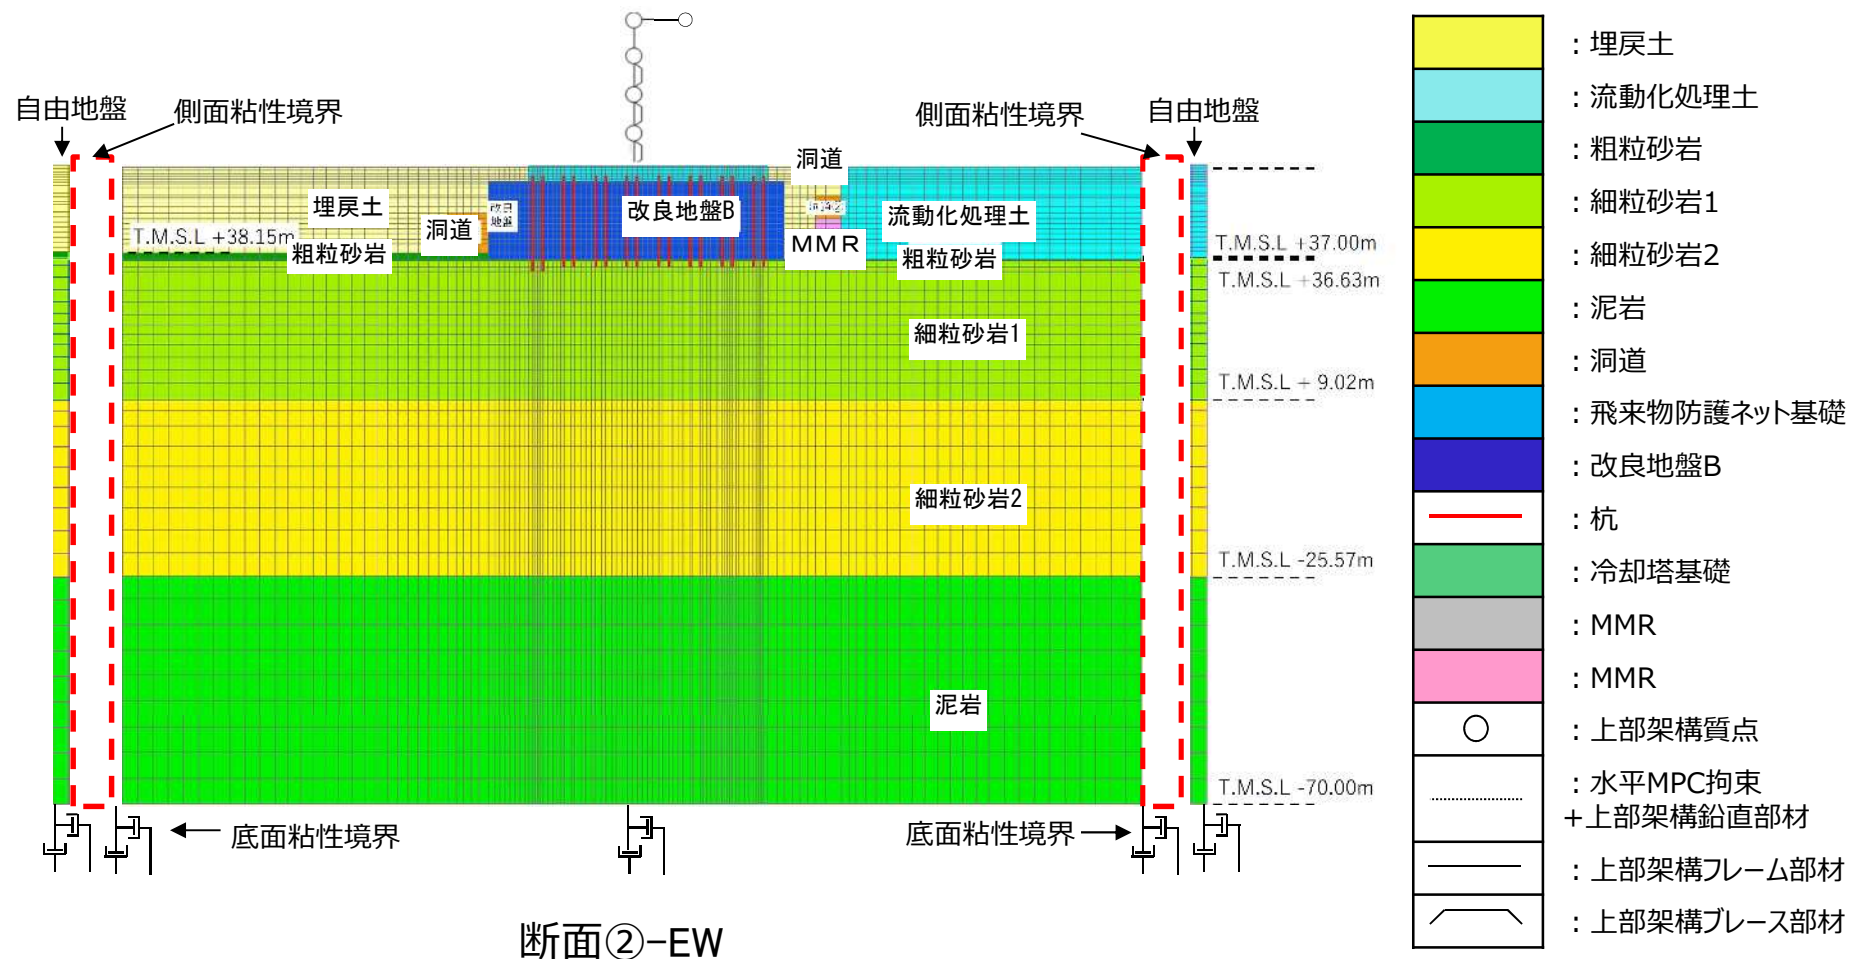 自由地盤
側面粘性境界
側面粘性境界
自由地盤
洞道
埋戻土
改良
地盤
改良地盤B
流動化処理土
洞道
T.M.S.L +38.15m
粗粒砂岩
MMR
粗粒砂岩
T.M.S.L +37.00m
T.M.S.L +36.63m
細粒砂岩1
T.M.S.L + 9.02m
細粒砂岩2
T.M.S.L -25.57m
泥岩
T.M.S.L -70.00m
底面粘性境界
底面粘性境界
断面②-EW
：埋戻土
：流動化処理土
：粗粒砂岩
：細粒砂岩1
：細粒砂岩2
：泥岩
：洞道
：飛来物防護ネット基礎
：改良地盤B
：杭
：冷却塔基礎
：MMR
：MMR
：上部架構質点
：水平MPC拘束
+上部架構鉛直部材
：上部架構フレーム部材
：上部架構ブレース部材